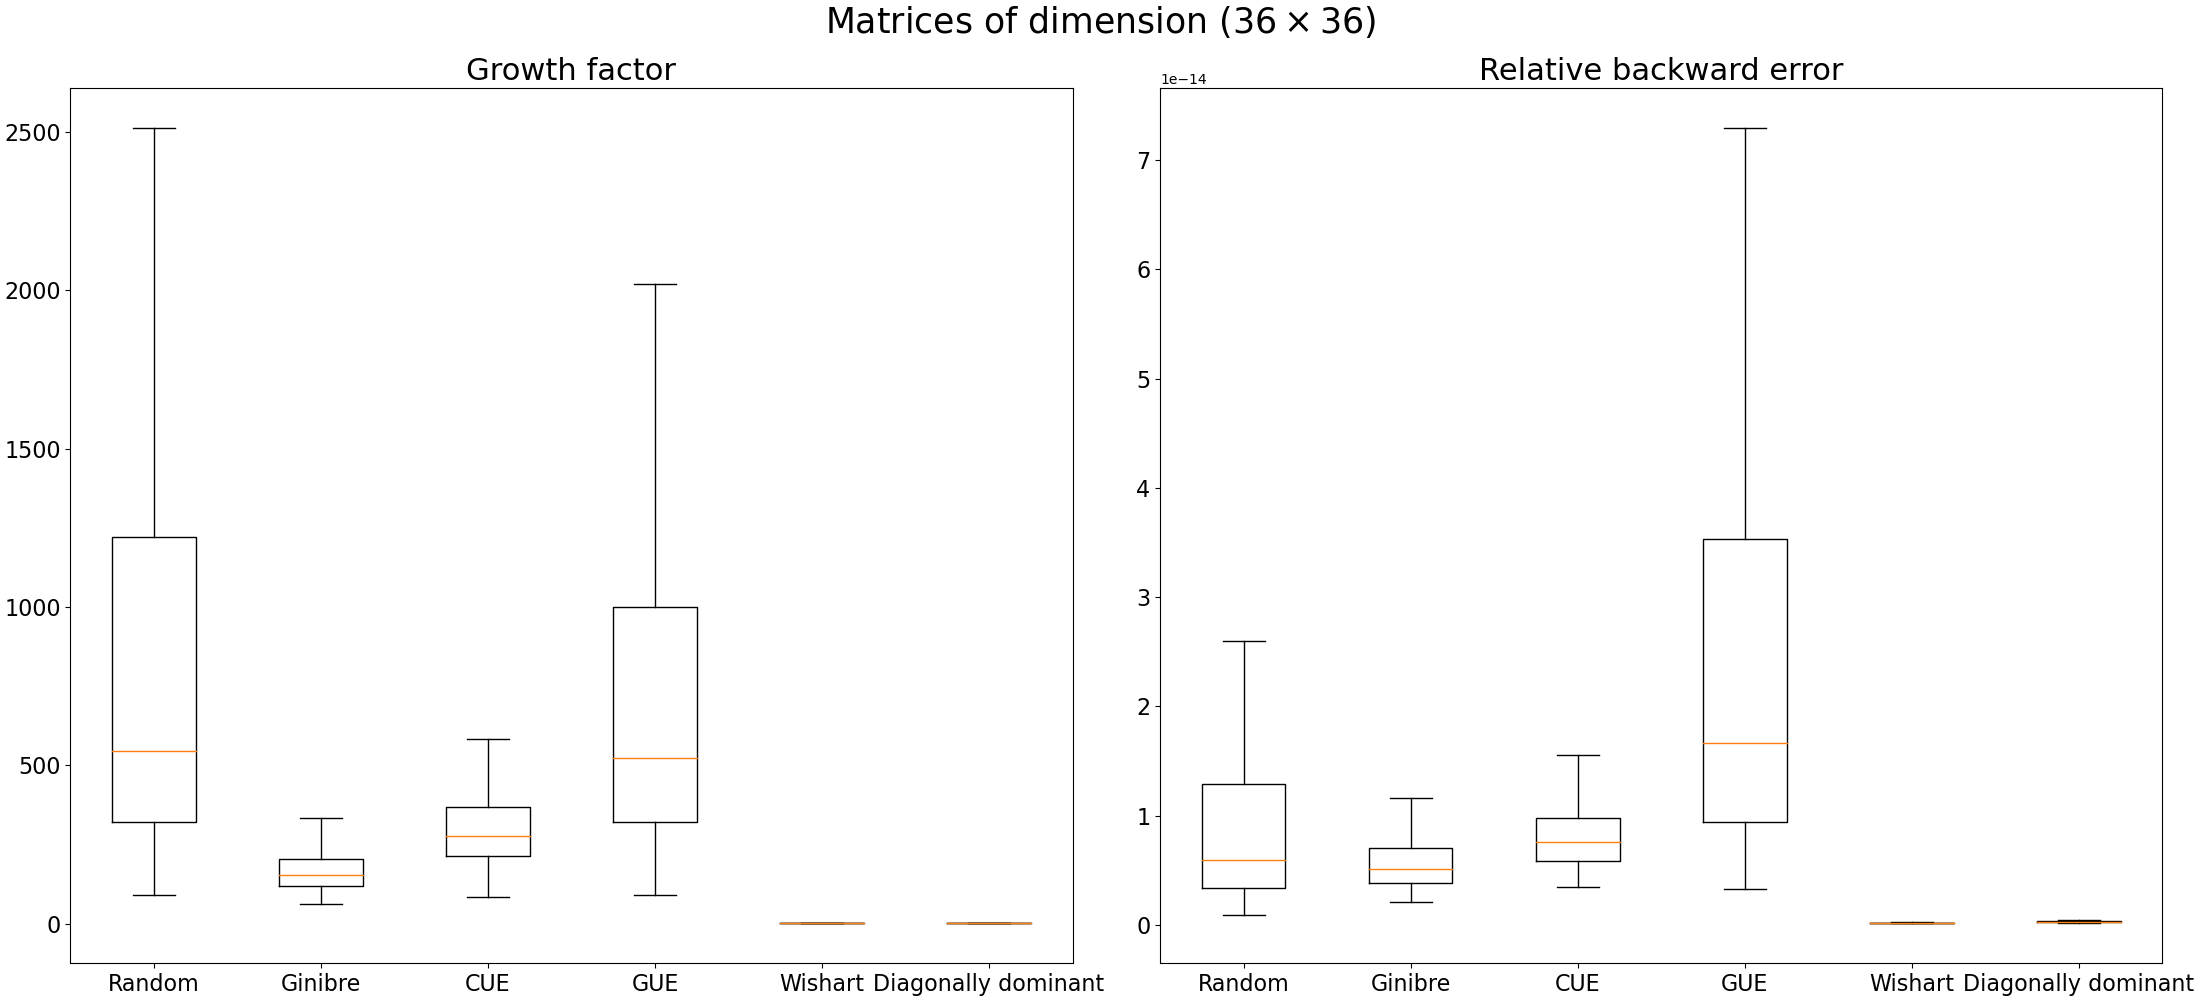 Matrices of dimension (36 × 36)
Growth factor
2500
2000
1500
1000
500
0
Random Ginibre CUE GUE Wishart Diagonally dominant
Relative backward error
1e−14
7
6
5
4
3
2
1
0
Random Ginibre CUE GUE Wishart Diagonally dominant